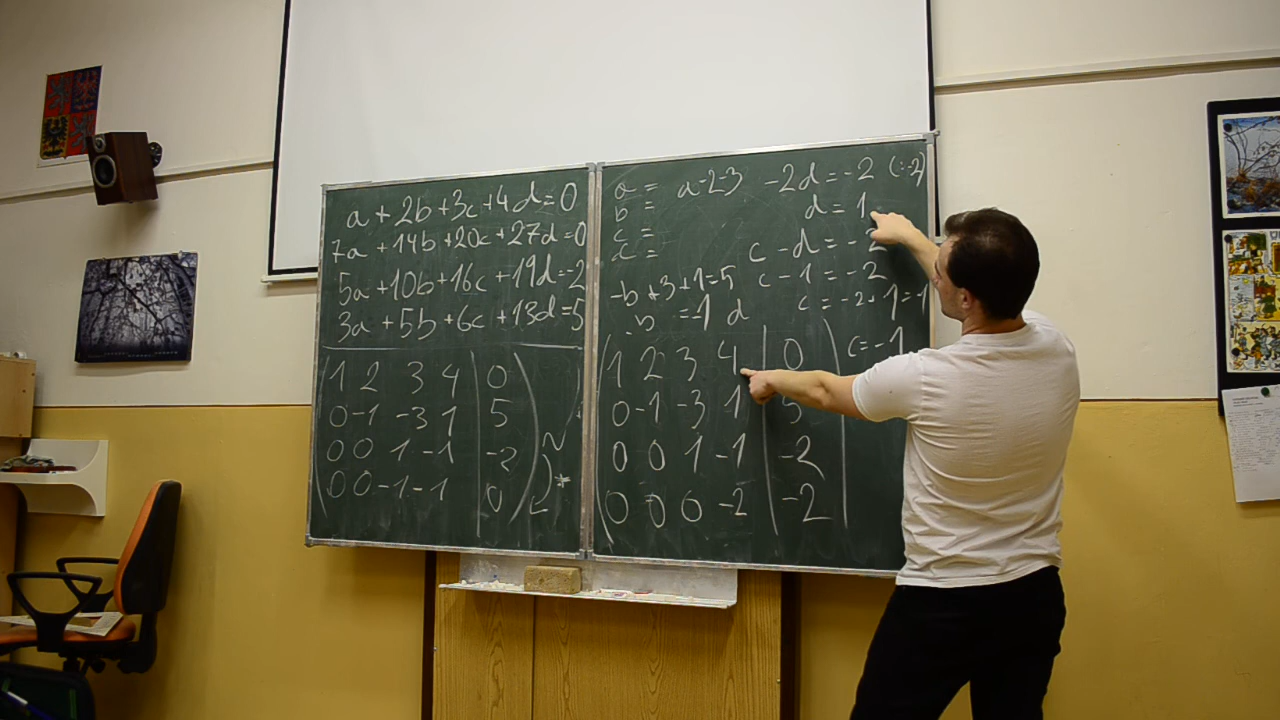 a + 2b + 3c + 4d = 0
7a + 14b + 20c + 27d = 0
5a + 10b + 16c + 19d = -2
3a + 5b + 6c + 13d = 5
1 2 3 4 | 0
0 -1 -3 1 | 5
0 0 1 -1 | -2 ~
0 0 -1 -1 | 0 *
a = a-2-3
b =
c =
d =
-2d = -2 (:-2)
d = 1
c - d = -2
c - 1 = -2
c = -2 + 1 = -1
c = -1
-b + 3 + 1 = 5
-b = 1 d
1 2 3 4 | 0
0 -1 -3 1 | 5
0 0 1 -1 | -2
0 0 0 -2 | -2